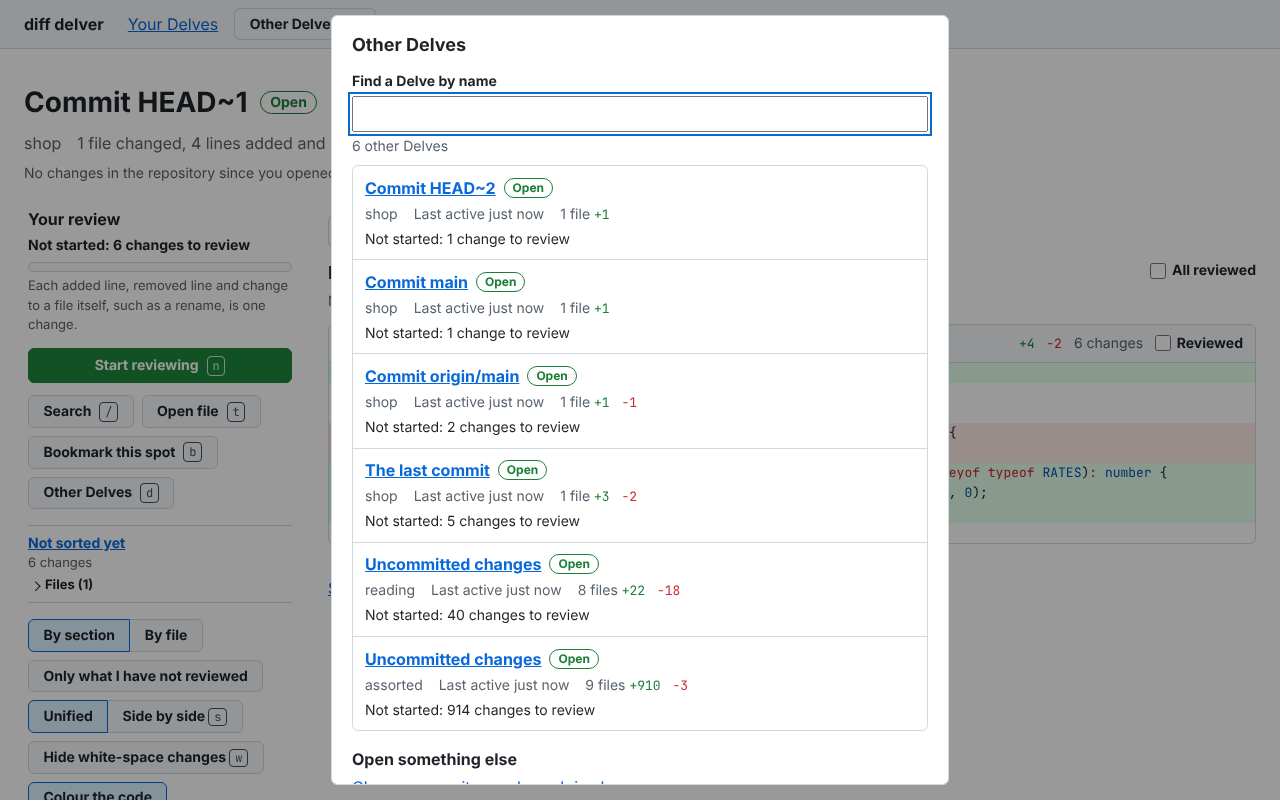 diff delver
Your Delves
Other Delve
Commit HEAD~1 Open
shop 1 file changed, 4 lines added and
No changes in the repository since you opene
Your review
Not started: 6 changes to review
Each added line, removed line and change
to a file itself, such as a rename, is one
change.
Start reviewing n
Search /
Open file t
Bookmark this spot b
Other Delves d
Not sorted yet
6 changes
Files (1)
By section
By file
Only what I have not reviewed
Unified
Side by side s
Hide white-space changes w
Colour the code
Other Delves
Find a Delve by name
6 other Delves
Commit HEAD~2 Open
shop Last active just now 1 file +1
Not started: 1 change to review
Commit main Open
shop Last active just now 1 file +1
Not started: 1 change to review
Commit origin/main Open
shop Last active just now 1 file +1 -1
Not started: 2 changes to review
The last commit Open
shop Last active just now 1 file +3 -2
Not started: 5 changes to review
Uncommitted changes Open
reading Last active just now 8 files +22 -18
Not started: 40 changes to review
Uncommitted changes Open
assorted Last active just now 9 files +910 -3
Not started: 914 changes to review
Open something else
All reviewed
+4 -2 6 changes Reviewed
{
eyof typeof RATES): number {
, 0);